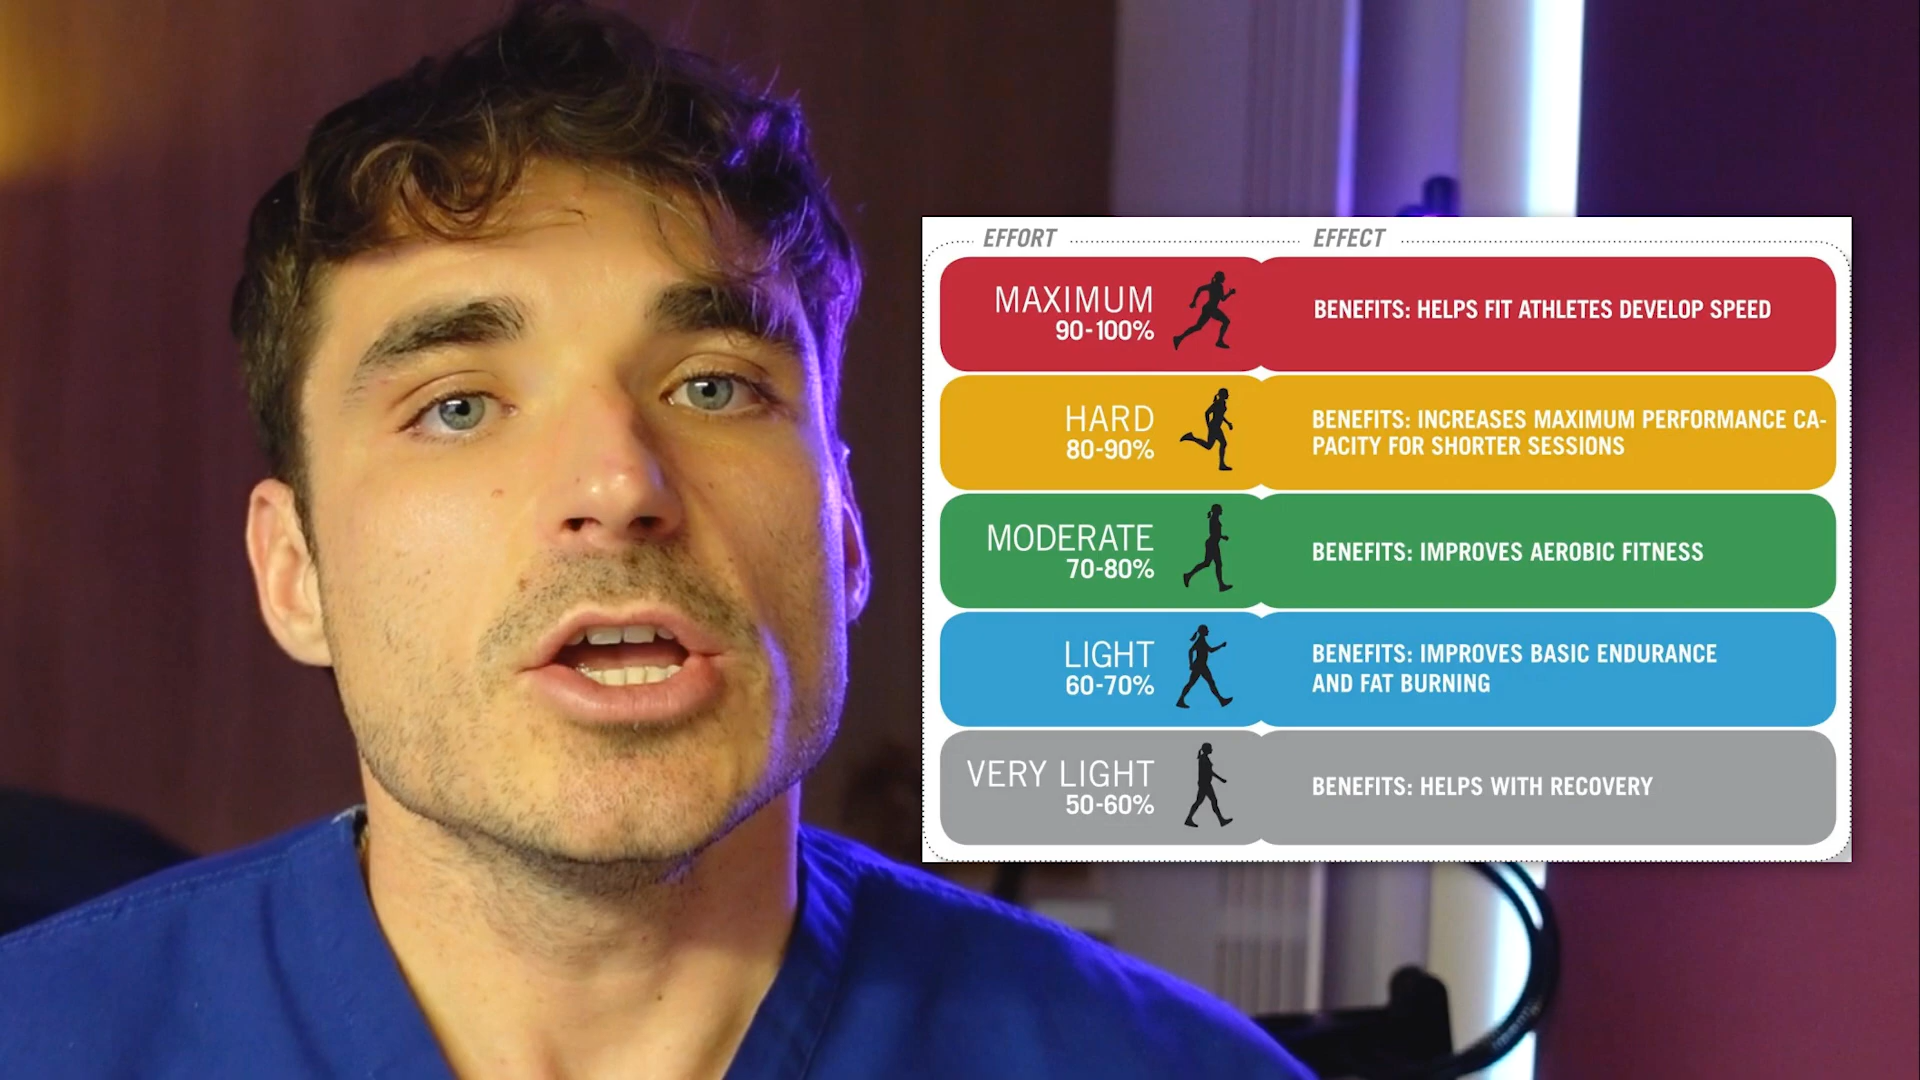 EFFORT EFFECT
MAXIMUM
90-100%
BENEFITS: HELPS FIT ATHLETES DEVELOP SPEED
HARD
80-90%
BENEFITS: INCREASES MAXIMUM PERFORMANCE CA-
PACITY FOR SHORTER SESSIONS
MODERATE
70-80%
BENEFITS: IMPROVES AEROBIC FITNESS
LIGHT
60-70%
BENEFITS: IMPROVES BASIC ENDURANCE
AND FAT BURNING
VERY LIGHT
50-60%
BENEFITS: HELPS WITH RECOVERY